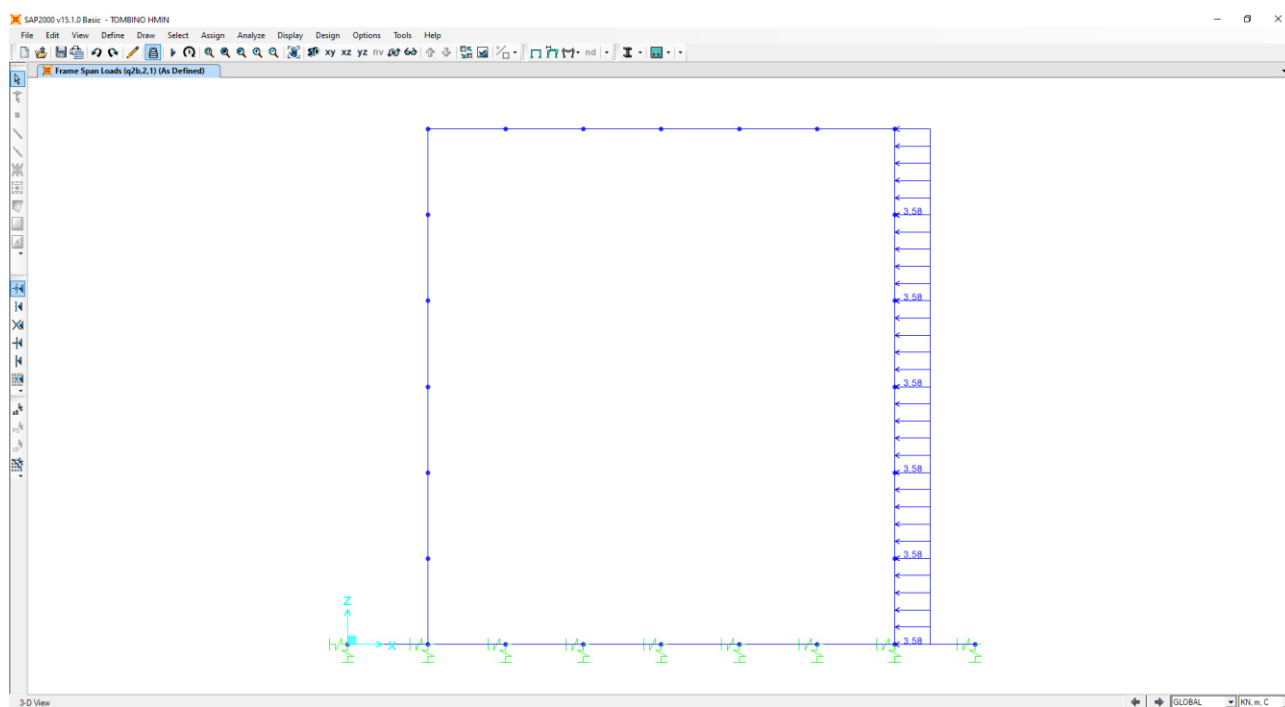 SAP2000 v15.1.0 Basic - TOMBINO HMIN
File Edit View Define Draw Select Assign Analyze Display Design Options Tools Help
xy xz yz nv nd
Frame Span Loads (q2b,2,1) (As Defined)
3.58
3.58
3.58
3.58
3.58
3.58
Z
X
3-D View GLOBAL KN, m, C